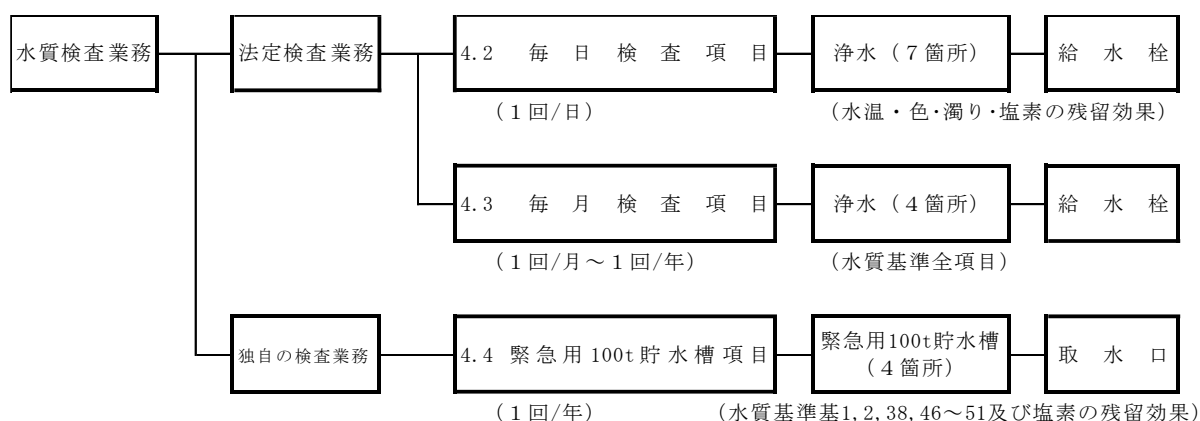 水質検査業務 法定検査業務 4.2 毎日検査項目 浄水(7箇所) 給水栓
(1回/日) (水温・色・濁り・塩素の残留効果)
4.3 毎月検査項目 浄水(4箇所) 給水栓
(1回/月~1回/年) (水質基準全項目)
独自の検査業務 4.4 緊急用100t貯水槽項目 緊急用100t貯水槽 取水口
(4箇所)
(1回/年) (水質基準基1,2,38,46~51及び塩素の残留効果)